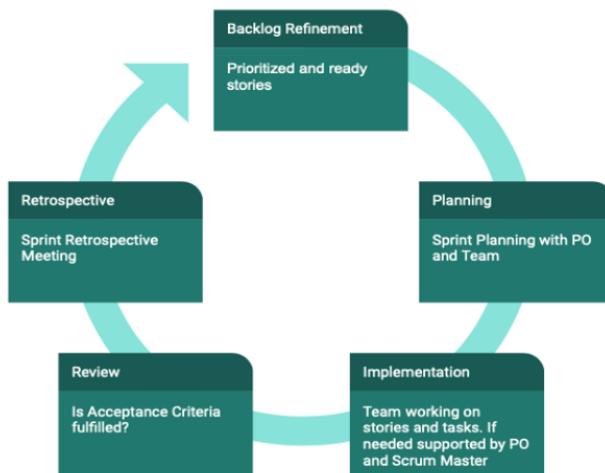 Backlog Refinement
Prioritized and ready
stories
Planning
Sprint Planning with PO
and Team
Implementation
Team working on
stories and tasks. If
needed supported by PO
and Scrum Master
Review
Is Acceptance Criteria
fulfilled?
Retrospective
Sprint Retrospective
Meeting